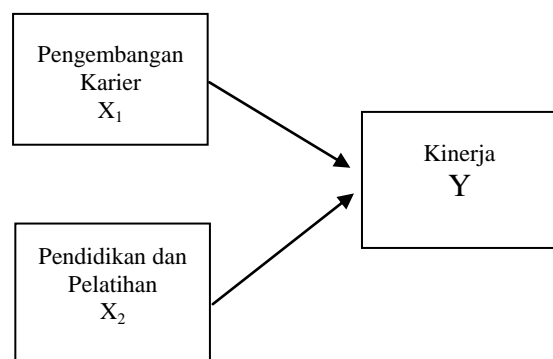 Pengembangan
Karier
X₁
Kinerja
Y
Pendidikan dan
Pelatihan
X₂